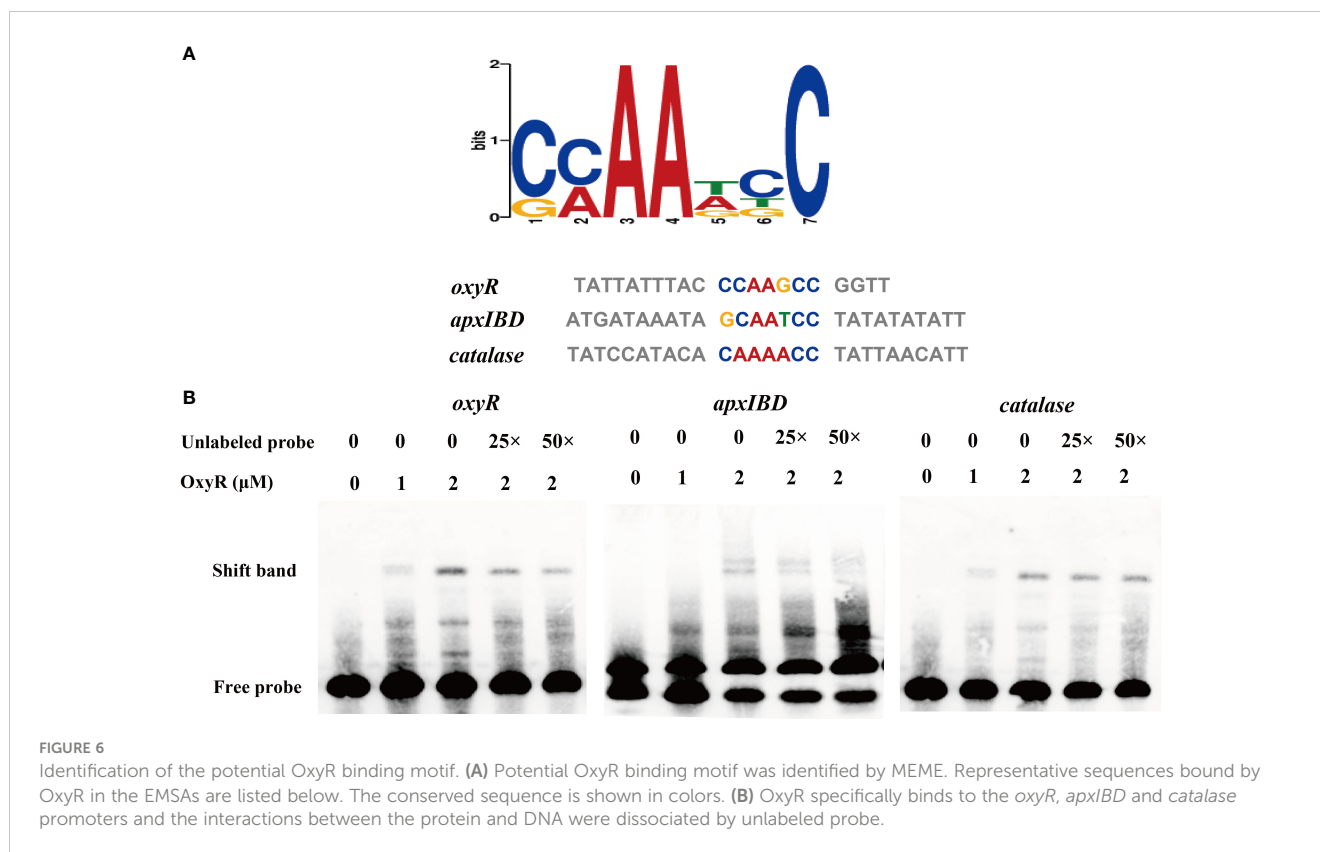 A
2
bits
1
0
CCAATCC
GA AC
GG
1 2 3 4 5 6 7
oxyR TATTATTTAC CCAAGCC GGTT
apxIBD ATGATAAATA GCAATCC TATATATATT
catalase TATCCATACA CAAAACC TATTAACATT
B
oxyR apxIBD catalase
Unlabeled probe 0 0 0 25× 50× 0 0 0 25× 50× 0 0 0 25× 50×
OxyR (μM) 0 1 2 2 2 0 1 2 2 2 0 1 2 2 2
Shift band
Free probe
FIGURE 6
Identification of the potential OxyR binding motif. (A) Potential OxyR binding motif was identified by MEME. Representative sequences bound by
OxyR in the EMSAs are listed below. The conserved sequence is shown in colors. (B) OxyR specifically binds to the oxyR, apxIBD and catalase
promoters and the interactions between the protein and DNA were dissociated by unlabeled probe.